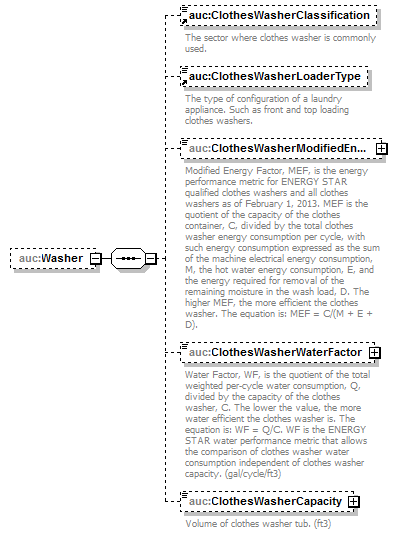 auc:ClothesWasherClassification
The sector where clothes washer is commonly
used.
auc:ClothesWasherLoaderType
The type of configuration of a laundry
appliance. Such as front and top loading
clothes washers.
auc:ClothesWasherModifiedEn...
Modified Energy Factor, MEF, is the energy
performance metric for ENERGY STAR
qualified clothes washers and all clothes
washers as of February 1, 2013. MEF is the
quotient of the capacity of the clothes
container, C, divided by the total clothes
washer energy consumption per cycle, with
such energy consumption expressed as the sum
of the machine electrical energy consumption,
M, the hot water energy consumption, E, and
the energy required for removal of the
remaining moisture in the wash load, D. The
higher MEF, the more efficient the clothes
washer. The equation is: MEF = C/(M + E +
D).
auc:Washer
auc:ClothesWasherWaterFactor
Water Factor, WF, is the quotient of the total
weighted per-cycle water consumption, Q,
divided by the capacity of the clothes
washer, C. The lower the value, the more
water efficient the clothes washer is. The
equation is: WF = Q/C. WF is the ENERGY
STAR water performance metric that allows
the comparison of clothes washer water
consumption independent of clothes washer
capacity. (gal/cycle/ft3)
auc:ClothesWasherCapacity
Volume of clothes washer tub. (ft3)